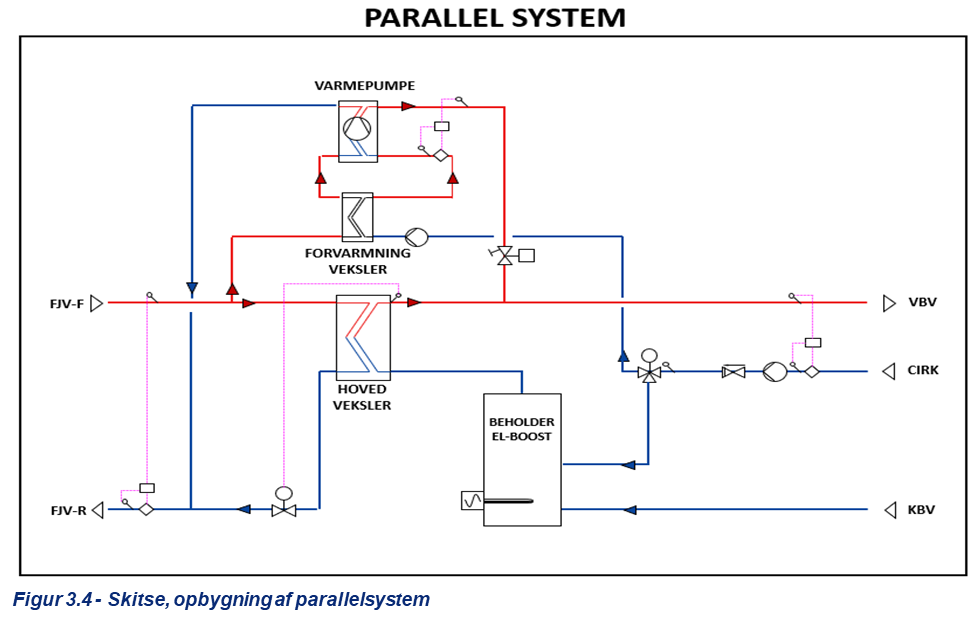 PARALLEL SYSTEM
VARMEPUMPE
FORVARMNING
VEKSLER
FJV-F
VBV
CIRK
HOVED
VEKSLER
BEHOLDER
EL-BOOST
FJV-R
KBV
Figur 3.4 - Skitse, opbygning af parallelsystem